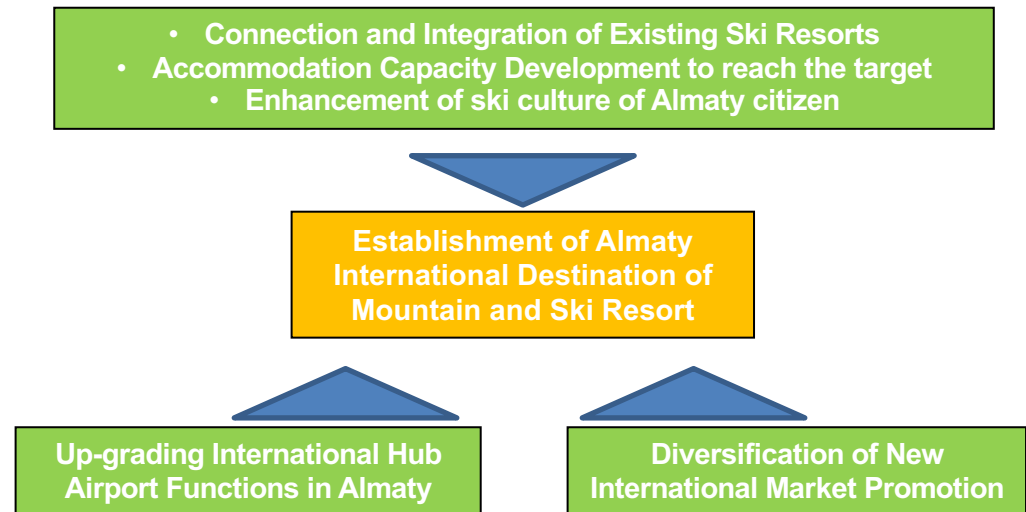 • Connection and Integration of Existing Ski Resorts
• Accommodation Capacity Development to reach the target
• Enhancement of ski culture of Almaty citizen
Establishment of Almaty
International Destination of
Mountain and Ski Resort
Up-grading International Hub
Airport Functions in Almaty
Diversification of New
International Market Promotion